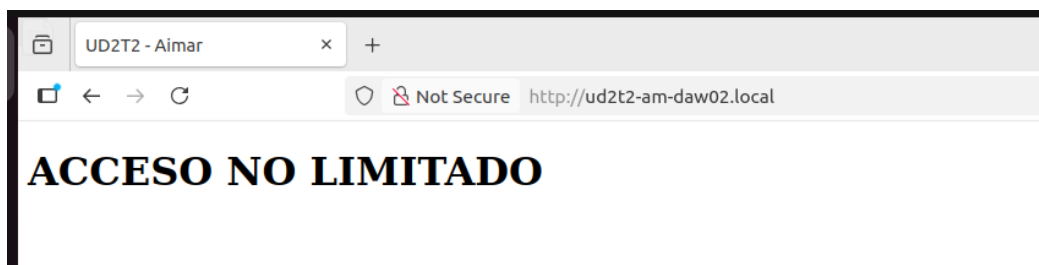 UD2T2 - Aimar
Not Secure http://ud2t2-am-daw02.local
ACCESO NO LIMITADO